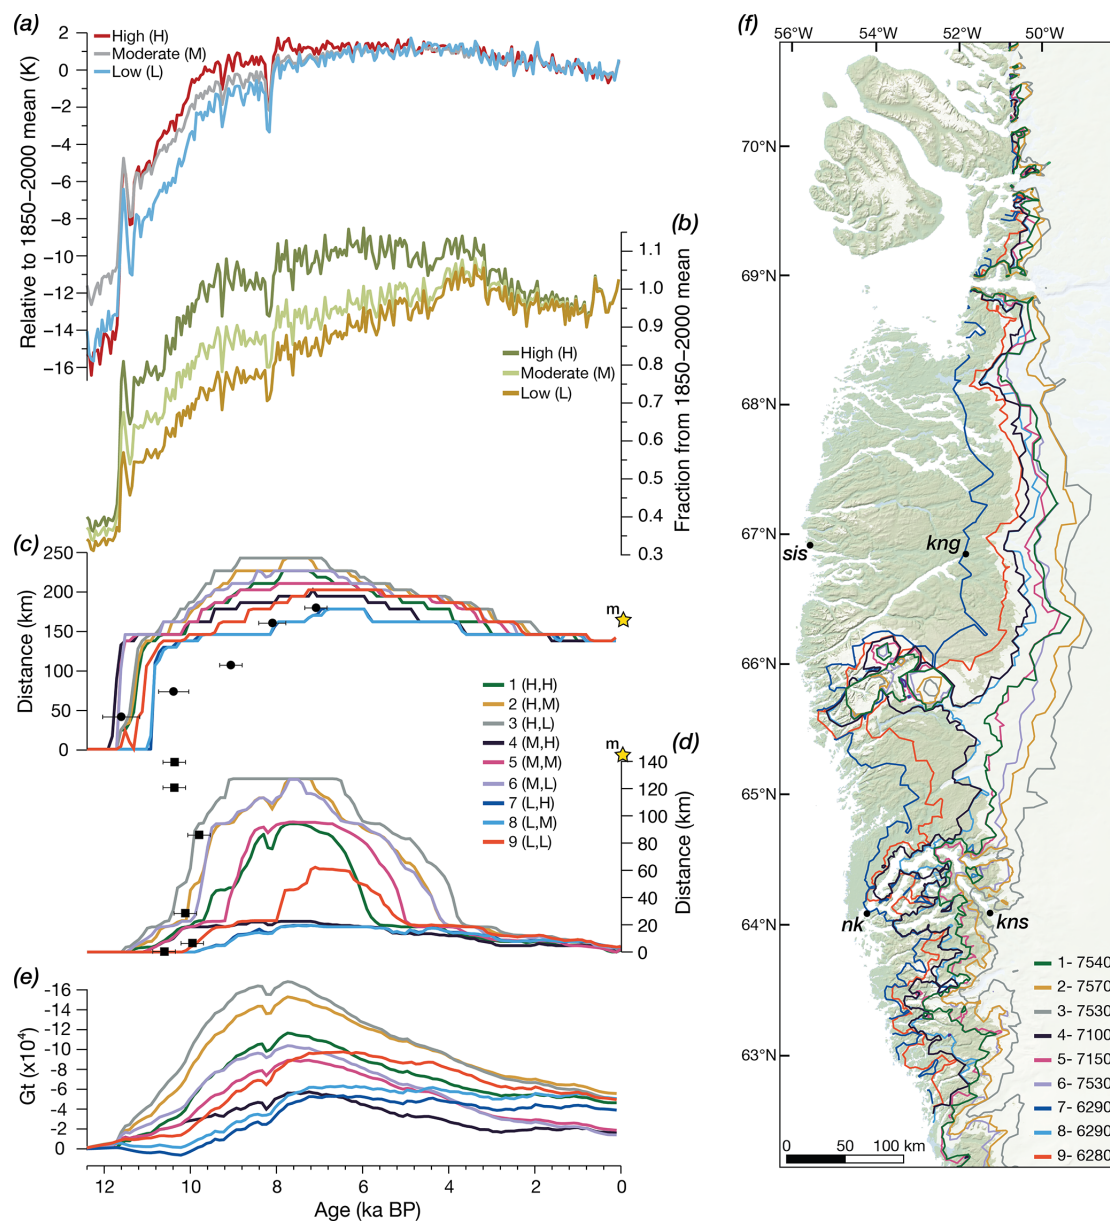 (a)
2
0
−2
−4
−6
−8
−10
−12
−14
−16
Relative to 1850−2000 mean (K)
High (H)
Moderate (M)
Low (L)
(b)
1.1
1.0
0.9
0.8
0.7
0.6
0.5
0.4
0.3
Fraction from 1850−2000 mean
High (H)
Moderate (M)
Low (L)
(c)
250
200
150
100
50
0
Distance (km)
m
1 (H,H)
2 (H,M)
3 (H,L)
4 (M,H)
5 (M,M)
6 (M,L)
7 (L,H)
8 (L,M)
9 (L,L)
m
(d)
140
120
100
80
60
40
20
0
Distance (km)
(e)
-16
-14
-12
-10
-8
-6
-4
-2
0
Gt (x10⁴)
12
10
8
6
4
2
0
Age (ka BP)
(f)
56°W
54°W
52°W
50°W
70°N
69°N
68°N
67°N
66°N
65°N
64°N
63°N
sis
kng
nk
kns
1- 7540
2- 7570
3- 7530
4- 7100
5- 7150
6- 7530
7- 6290
8- 6290
9- 6280
0
50
100 km